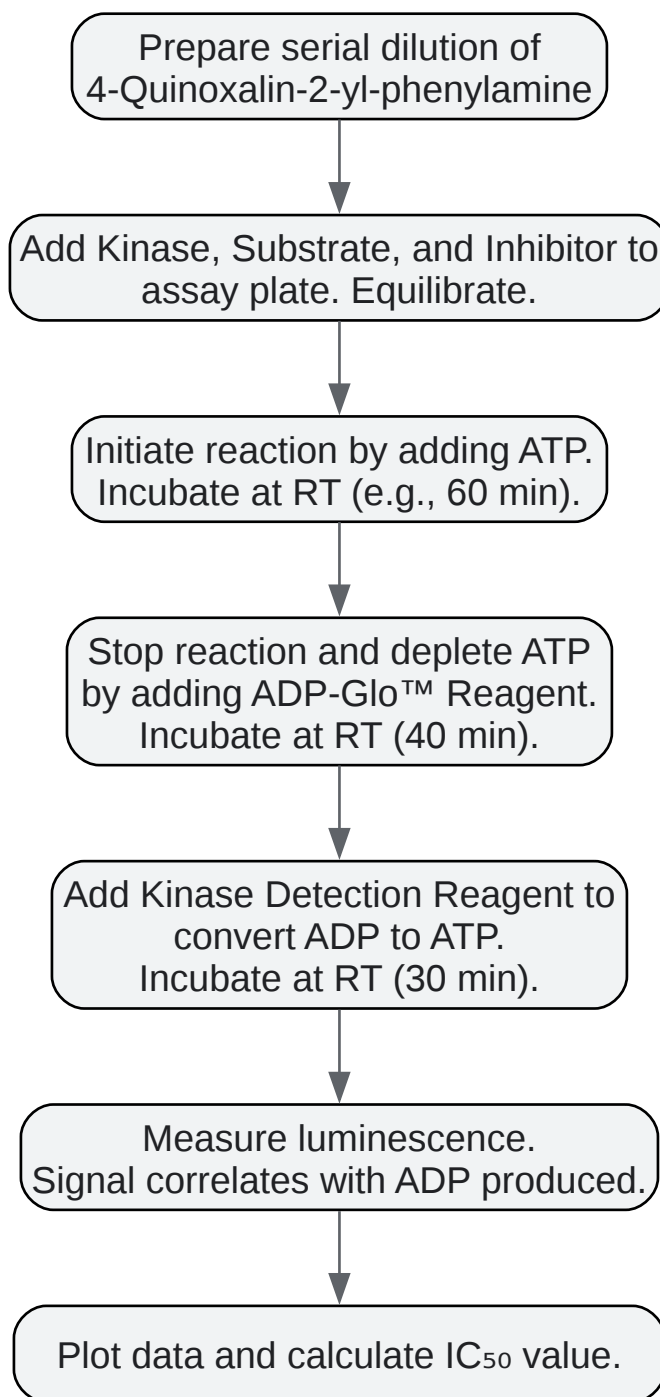 Prepare serial dilution of
4-Quinoxalin-2-yl-phenylamine
Add Kinase, Substrate, and Inhibitor to
assay plate. Equilibrate.
Initiate reaction by adding ATP.
Incubate at RT (e.g., 60 min).
Stop reaction and deplete ATP
by adding ADP-Glo™ Reagent.
Incubate at RT (40 min).
Add Kinase Detection Reagent to
convert ADP to ATP.
Incubate at RT (30 min).
Measure luminescence.
Signal correlates with ADP produced.
Plot data and calculate IC₅₀ value.